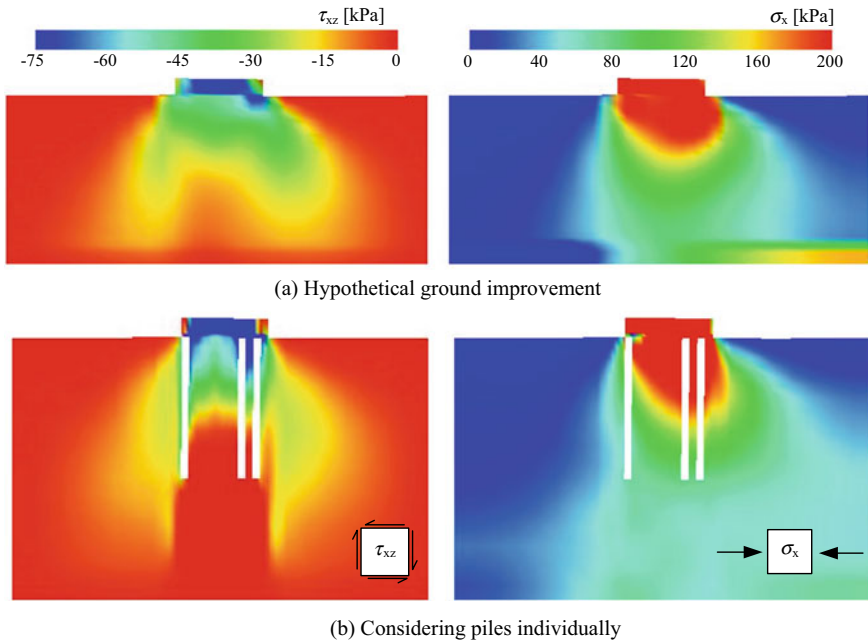 τxz [kPa]
-75 -60 -45 -30 -15 0
σx [kPa]
0 40 80 120 160 200
(a) Hypothetical ground improvement
τxz
σx
(b) Considering piles individually